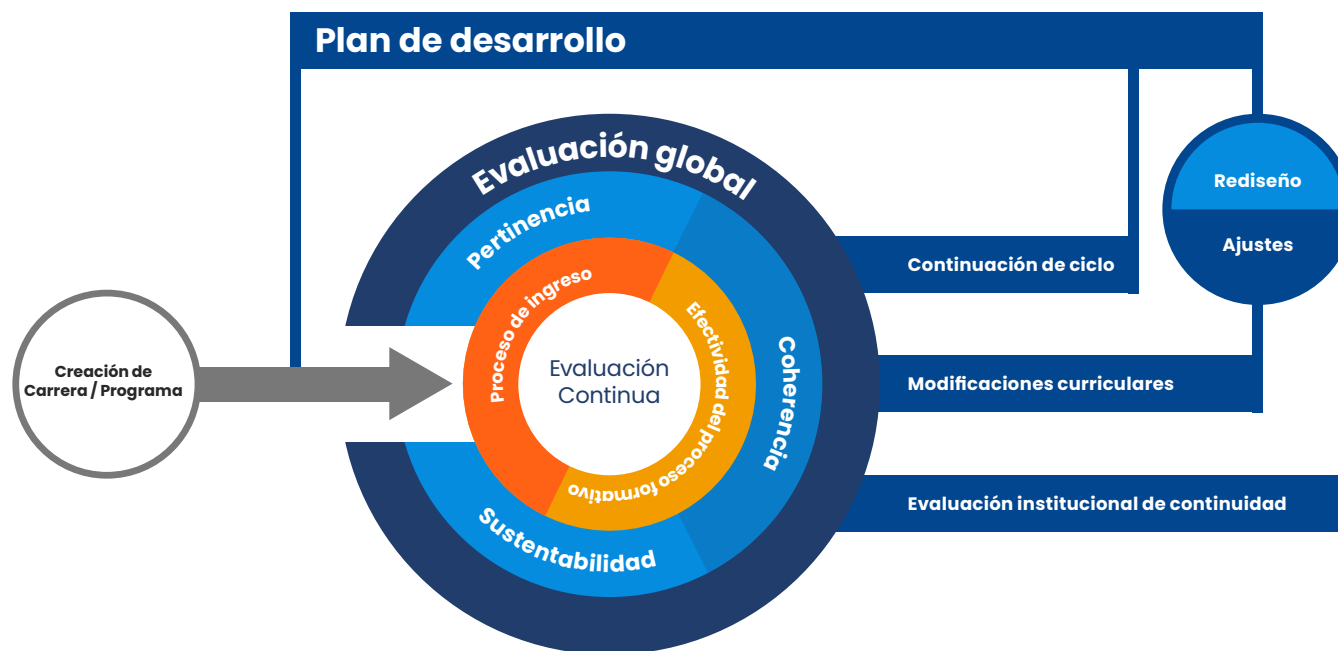 Plan de desarrollo
Evaluación global
Pertinencia
Coherencia
Sustentabilidad
Proceso de ingreso
Efectividad del proceso formativo
Evaluación
Continua
Creación de
Carrera / Programa
Rediseño
Ajustes
Continuación de ciclo
Modificaciones curriculares
Evaluación institucional de continuidad